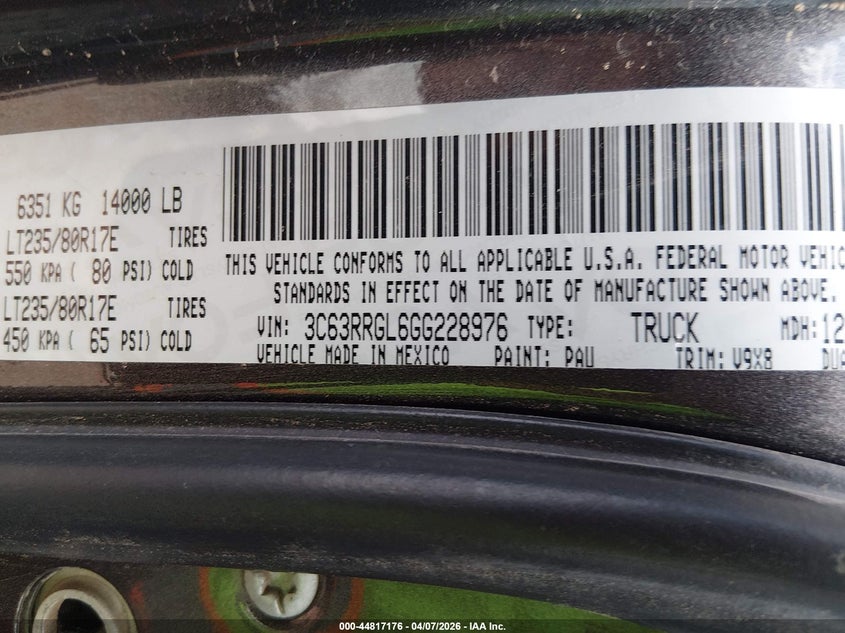 6351 KG 14000 LB
LT235/80R17E TIRES
550 KPA ( 80 PSI) COLD
LT235/80R17E TIRES
450 KPA ( 65 PSI) COLD
THIS VEHICLE CONFORMS TO ALL APPLICABLE U.S.A. FEDERAL MOTOR VEHIC
STANDARDS IN EFFECT ON THE DATE OF MANUFACTURE SHOWN ABOVE.
VIN: 3C63RRGL6GG228976 TYPE: TRUCK MDH: 12
VEHICLE MADE IN MEXICO PAINT: PAU TRIM: V9X8 DUA
000-44817176 - 04/07/2026 - IAA Inc.